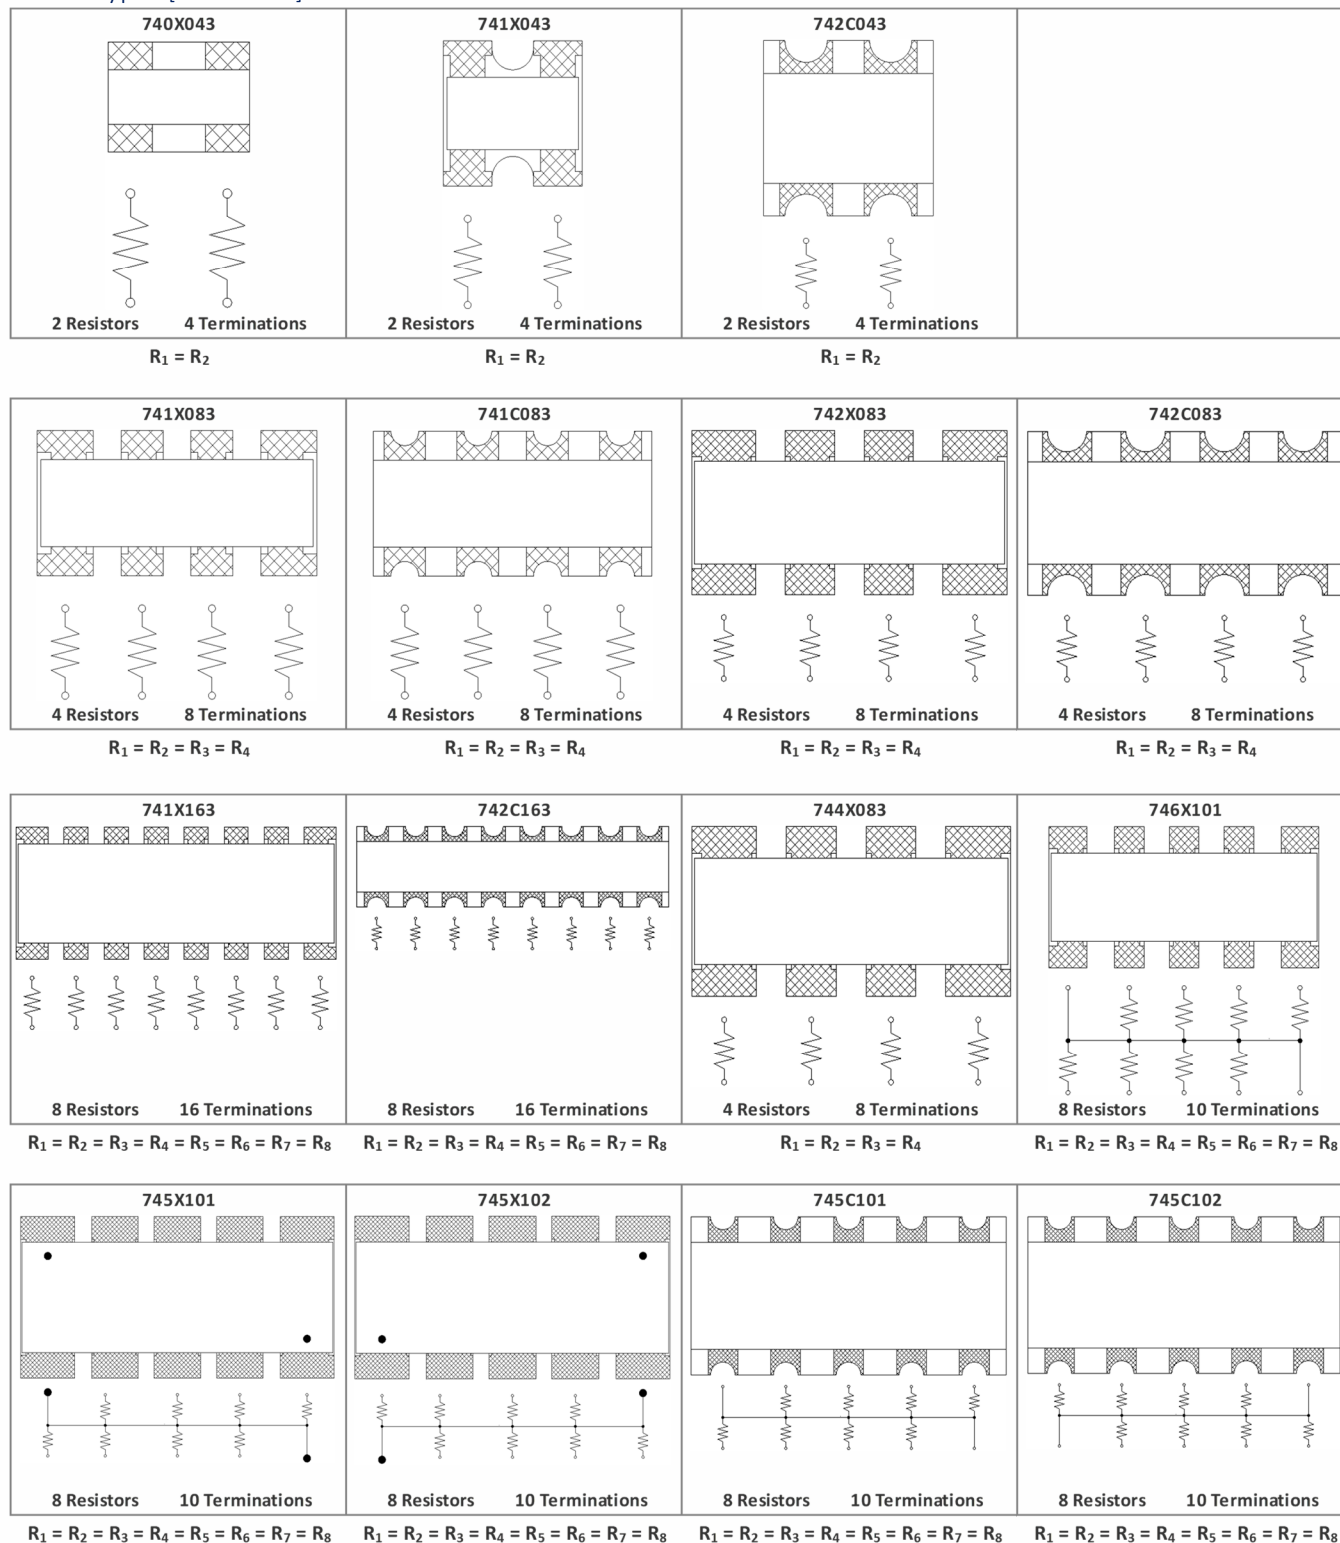 740X043 741X043 742C043
2 Resistors 4 Terminations 2 Resistors 4 Terminations 2 Resistors 4 Terminations
R₁ = R₂ R₁ = R₂ R₁ = R₂
741X083 741C083 742X083 742C083
4 Resistors 8 Terminations 4 Resistors 8 Terminations 4 Resistors 8 Terminations 4 Resistors 8 Terminations
R₁ = R₂ = R₃ = R₄ R₁ = R₂ = R₃ = R₄ R₁ = R₂ = R₃ = R₄ R₁ = R₂ = R₃ = R₄
741X163 742C163 744X083 746X101
8 Resistors 16 Terminations 8 Resistors 16 Terminations 4 Resistors 8 Terminations 8 Resistors 10 Terminations
R₁ = R₂ = R₃ = R₄ = R₅ = R₆ = R₇ = R₈ R₁ = R₂ = R₃ = R₄ = R₅ = R₆ = R₇ = R₈ R₁ = R₂ = R₃ = R₄ R₁ = R₂ = R₃ = R₄ = R₅ = R₆ = R₇ = R₈
745X101 745X102 745C101 745C102
8 Resistors 10 Terminations 8 Resistors 10 Terminations 8 Resistors 10 Terminations 8 Resistors 10 Terminations
R₁ = R₂ = R₃ = R₄ = R₅ = R₆ = R₇ = R₈ R₁ = R₂ = R₃ = R₄ = R₅ = R₆ = R₇ = R₈ R₁ = R₂ = R₃ = R₄ = R₅ = R₆ = R₇ = R₈ R₁ = R₂ = R₃ = R₄ = R₅ = R₆ = R₇ = R₈